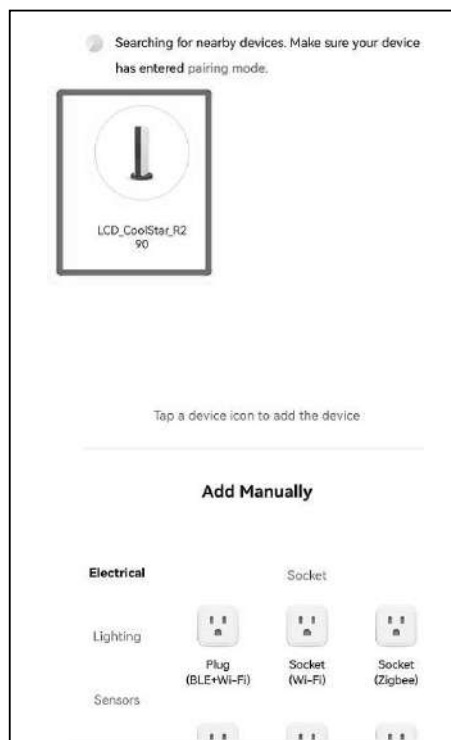 Searching for nearby devices. Make sure your device
has entered pairing mode.
LCD_CoolStar_R2
90
Tap a device icon to add the device
Add Manually
Electrical
Socket
Lighting
Plug
(BLE+Wi-Fi)
Socket
(Wi-Fi)
Socket
(Zigbee)
Sensors